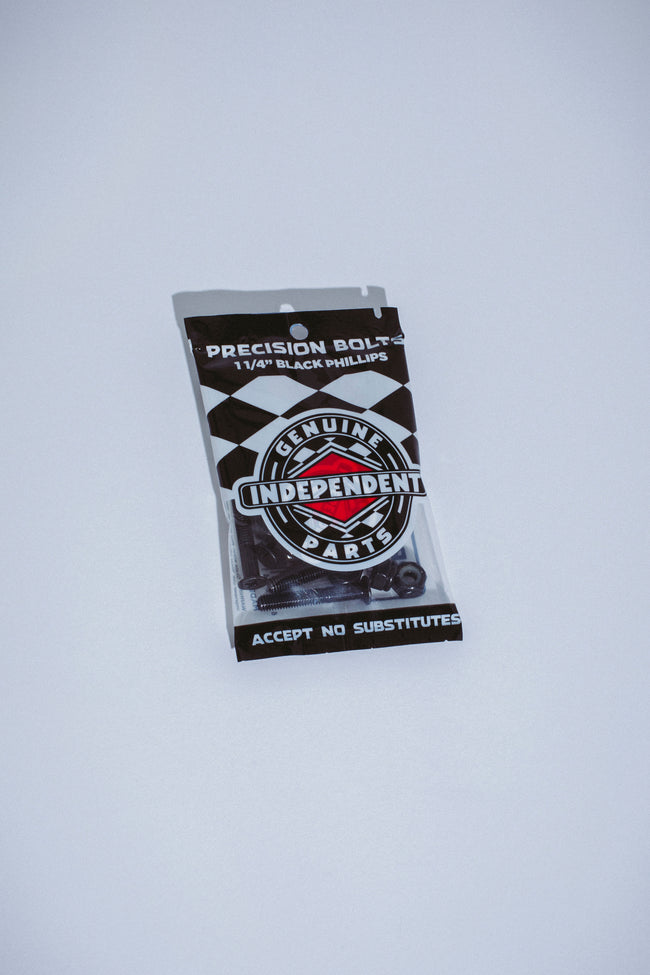 PRECISION BOLTS
1 1/4" BLACK PHILLIPS
GENUINE
INDEPENDENT
PARTS
ACCEPT NO SUBSTITUTES